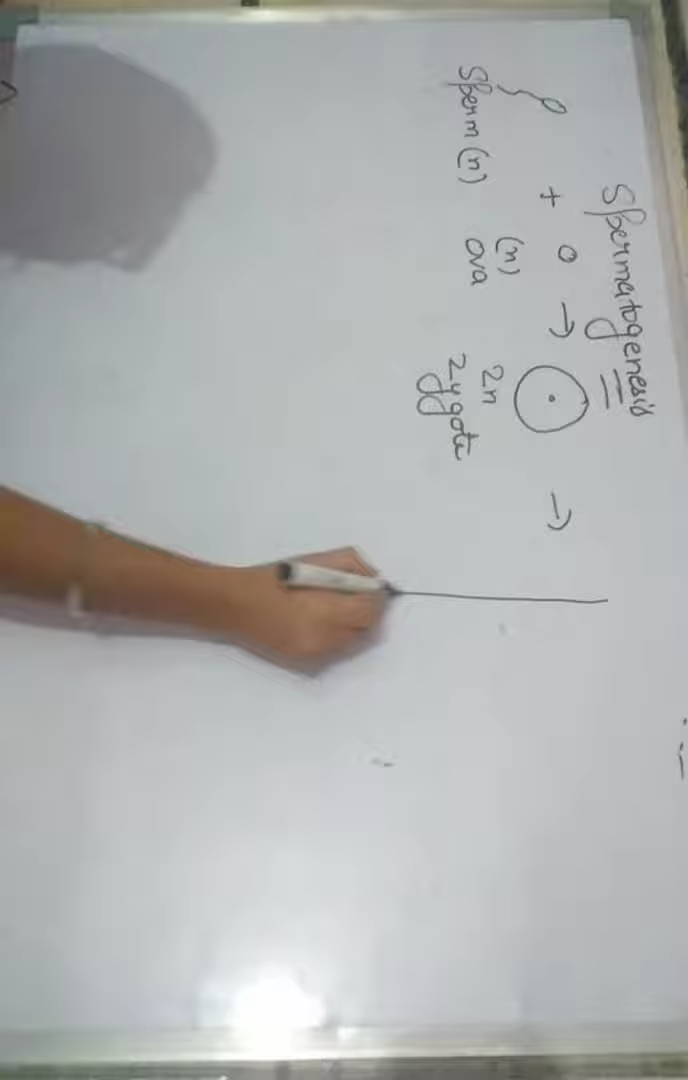 Spermatogenesis
+ →  →
Sperm (n) (n) 2n
ova zygote